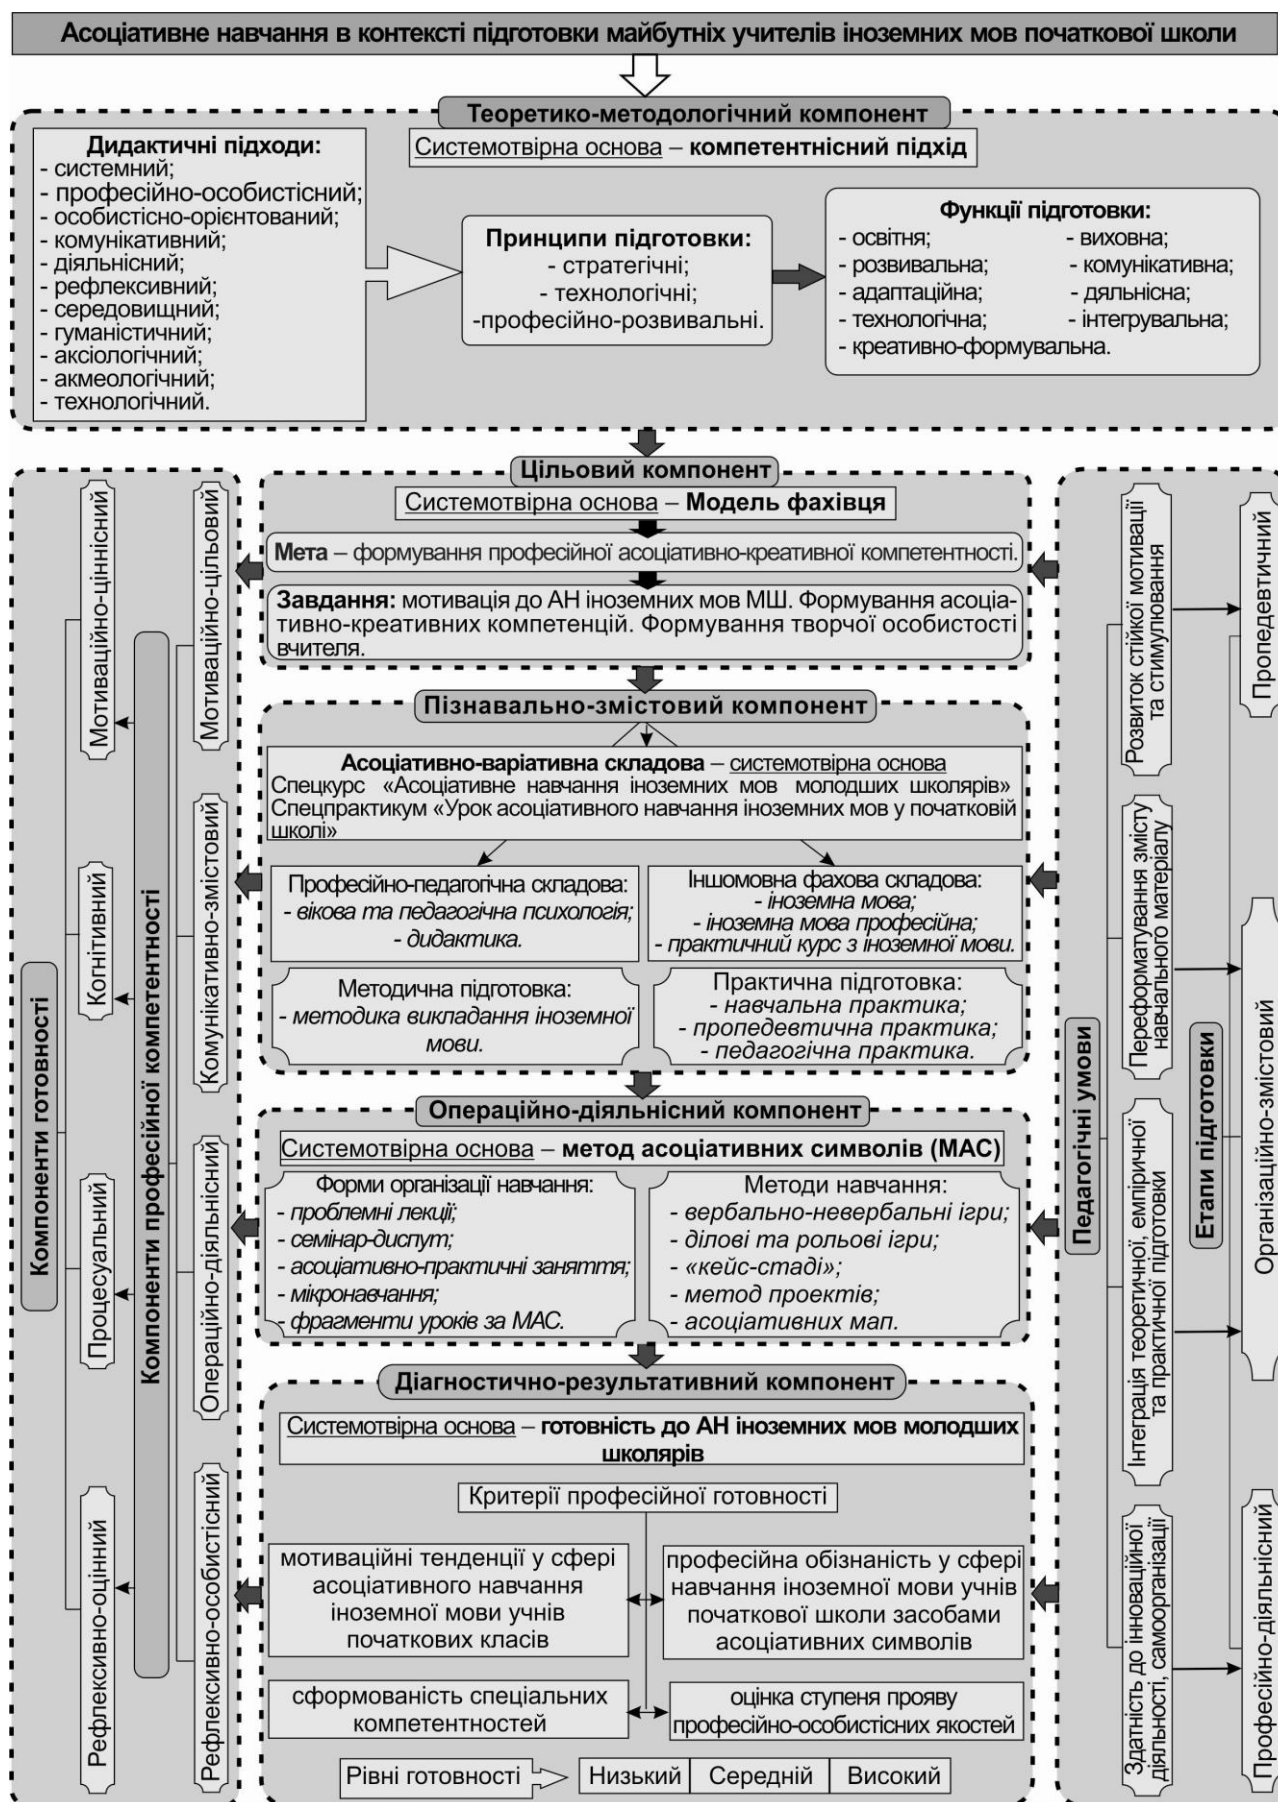 Асоціативне навчання в контексті підготовки майбутніх учителів іноземних мов початкової школи
Теоретико-методологічний компонент
Системотвірна основа – компетентнісний підхід
Дидактичні підходи:
- системний;
- професійно-особистісний;
- особистісно-орієнтований;
- комунікативний;
- діяльнісний;
- рефлексивний;
- середовищний;
- гуманістичний;
- аксіологічний;
- акмеологічний;
- технологічний.
Принципи підготовки:
- стратегічні;
- технологічні;
-професійно-розвивальні.
Функції підготовки:
- освітня;
- виховна;
- розвивальна;
- комунікативна;
- адаптаційна;
- дяльнісна;
- технологічна;
- інтегрувальна;
- креативно-формувальна.
Компоненти готовності
Мотиваційно-ціннісний
Когнітивний
Процесуальний
Рефлексивно-оцінний
Компоненти професійної компетентності
Мотиваційно-цільовий
Комунікативно-змістовий
Операційно-діяльнісний
Рефлексивно-особистісний
Цільовий компонент
Системотвірна основа – Модель фахівця
Мета – формування професійної асоціативно-креативної компетентності.
Завдання: мотивація до АН іноземних мов МШ. Формування асоціа-
тивно-креативних компетенцій. Формування творчої особистості
вчителя.
Пізнавально-змістовий компонент
Асоціативно-варіативна складова – системотвірна основа
Спецкурс «Асоціативне навчання іноземних мов молодших школярів»
Спецпрактикум «Урок асоціативного навчання іноземних мов у початковій
школі»
Професійно-педагогічна складова:
- вікова та педагогічна психологія;
- дидактика.
Іншомовна фахова складова:
- іноземна мова;
- іноземна мова професійна;
- практичний курс з іноземної мови.
Методична підготовка:
- методика викладання іноземної
мови.
Практична підготовка:
- навчальна практика;
- пропедевтична практика;
- педагогічна практика.
Операційно-діяльнісний компонент
Системотвірна основа – метод асоціативних символів (МАС)
Форми організації навчання:
- проблемні лекції;
- семінар-диспут;
- асоціативно-практичні заняття;
- мікронавчання;
- фрагменти уроків за МАС.
Методи навчання:
- вербально-невербальні ігри;
- ділові та рольові ігри;
- «кейс-стаді»;
- метод проектів;
- асоціативних мап.
Діагностично-результативний компонент
Системотвірна основа – готовність до АН іноземних мов молодших
школярів
Критерії професійної готовності
мотиваційні тенденції у сфері
асоціативного навчання
іноземної мови учнів
початкових класів
професійна обізнаність у сфері
навчання іноземної мови учнів
початкової школи засобами
асоціативних символів
сформованість спеціальних
компетентностей
оцінка ступеня прояву
професійно-особистісних якостей
Рівні готовності
Низький
Середній
Високий
Педагогічні умови
Розвиток стійкої мотивації
та стимулювання
Переформатування змісту
навчального матеріалу
Інтеграція теоретичної, емпіричної
та практичної підготовки
Здатність до інноваційної
діяльності, самоорганізації
Етапи підготовки
Пропедевтичний
Організаційно-змістовий
Професійно-діяльнісний